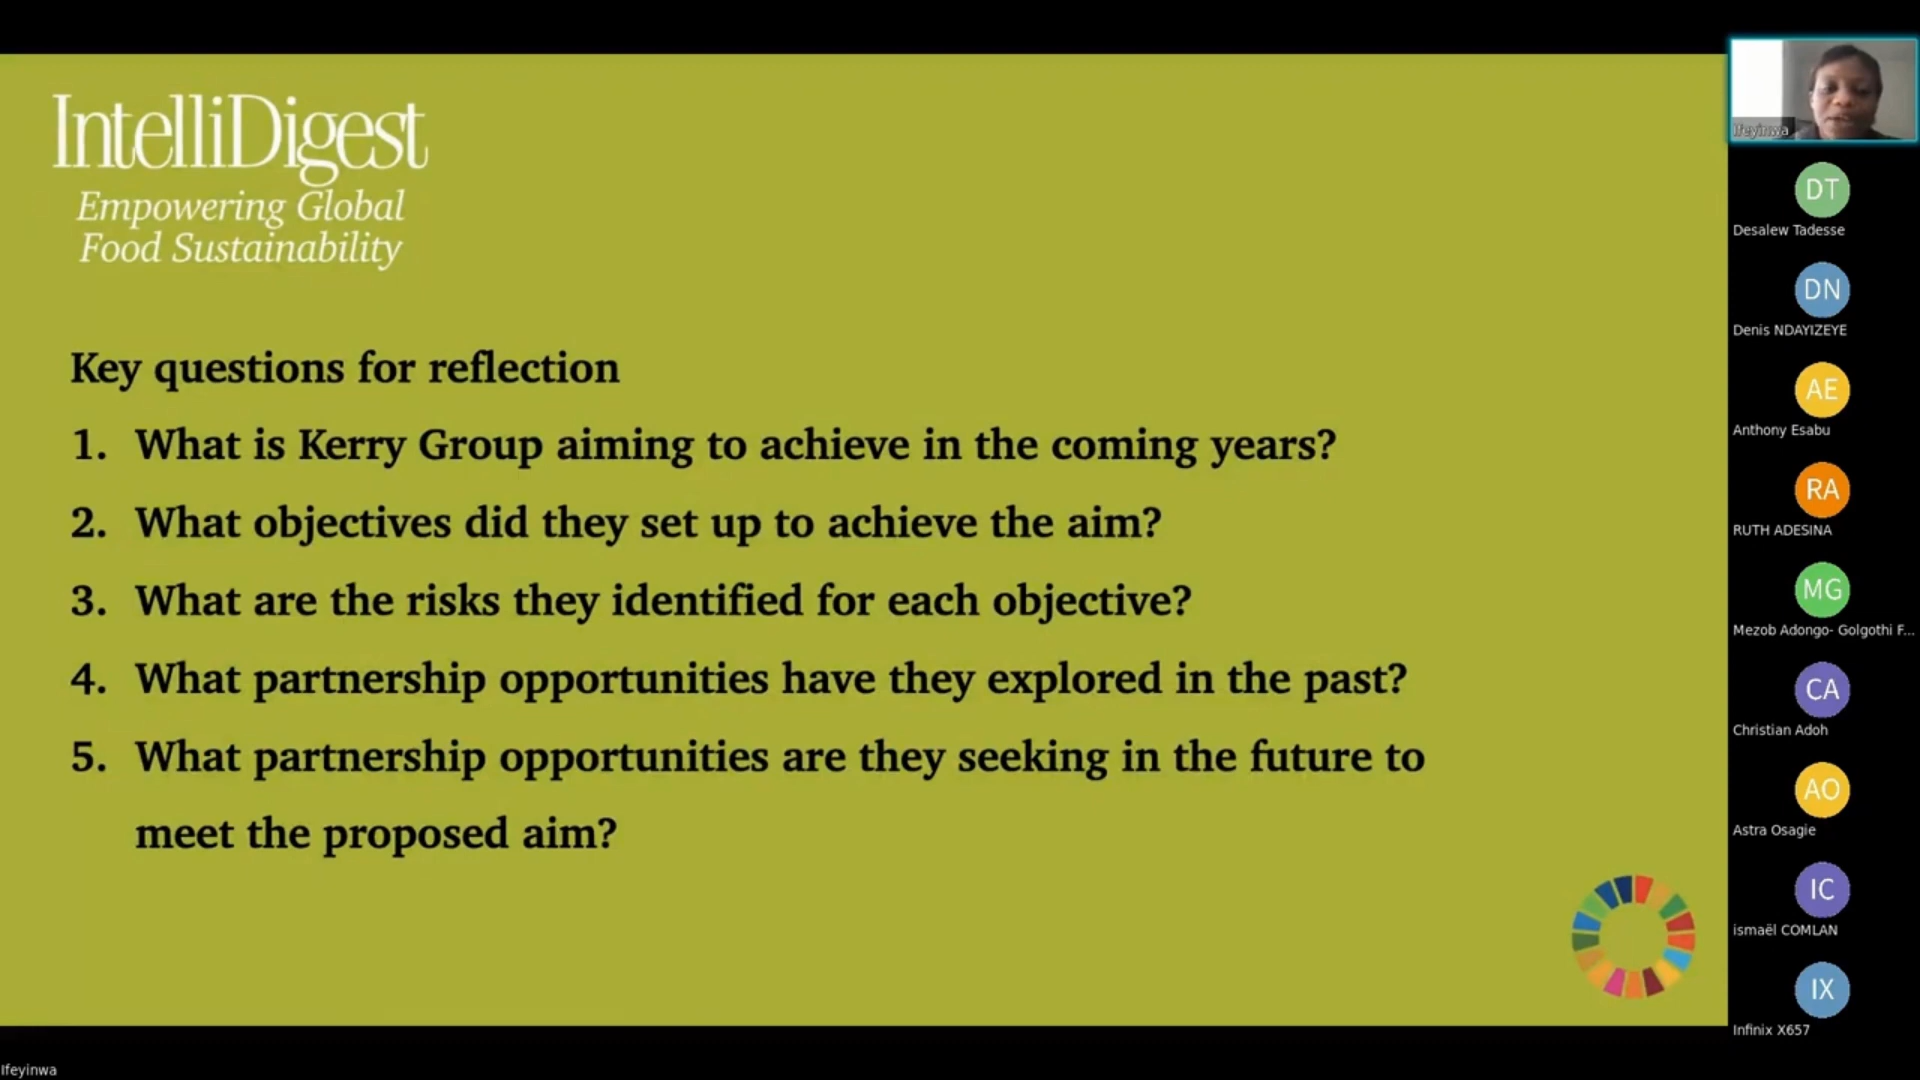 IntelliDigest
Empowering Global
Food Sustainability
Key questions for reflection
1. What is Kerry Group aiming to achieve in the coming years?
2. What objectives did they set up to achieve the aim?
3. What are the risks they identified for each objective?
4. What partnership opportunities have they explored in the past?
5. What partnership opportunities are they seeking in the future to
meet the proposed aim?
Ifeyinwa
DT
Desalew Tadesse
DN
Denis NDAYIZEYE
AE
Anthony Esabu
RA
RUTH ADESINA
MG
Mezob Adongo- Golgothi F...
CA
Christian Adoh
AO
Astra Osagie
IC
ismaël COMLAN
IX
Infinix X657
Ifeyinwa